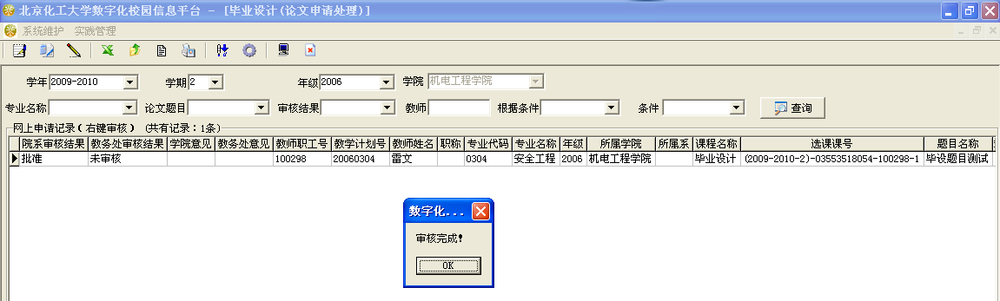 北京化工大学数字化校园信息平台 - [毕业设计(论文申请处理)]
系统维护 实践管理
学年 2009-2010 学期 2 年级 2006 学院 机电工程学院
专业名称 论文题目 审核结果 教师 根据条件 条件 查询
网上申请记录(右键审核) (共有记录:1条)
院系审核结果 教务处审核结果 学院意见 教务处意见 教师职工号 教学计划号 教师姓名 职称 专业代码 专业名称 年级 所属学院 所属系 课程名称 选课课号 题目名称
批准 未审核 100298 20060304 雷文 0304 安全工程 2006 机电工程学院 毕业设计 (2009-2010-2)-03553518054-100298-1 毕设题目测试
数字化...
审核完成!
OK